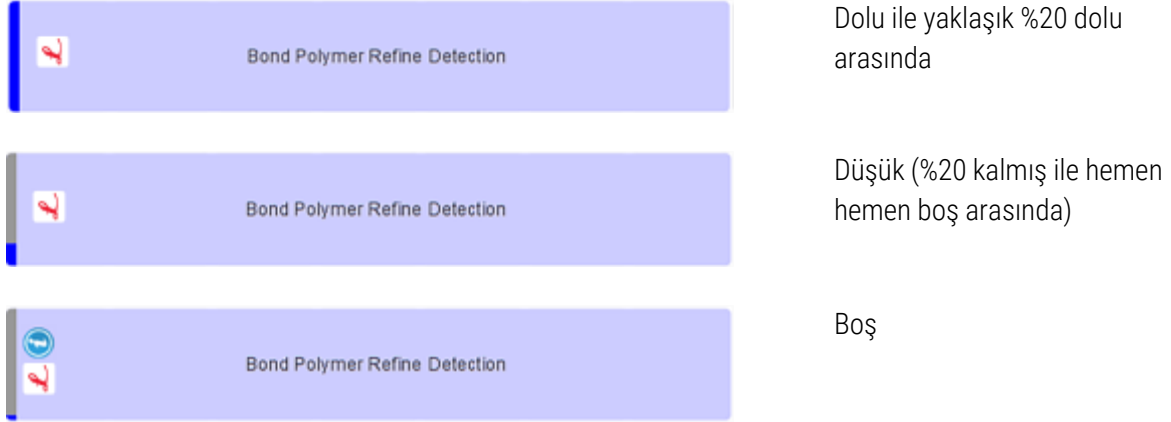 Bond Polymer Refine Detection
Dolu ile yaklaşık %20 dolu
arasında
Bond Polymer Refine Detection
Düşük (%20 kalmış ile hemen
hemen boş arasında)
Bond Polymer Refine Detection
Boş